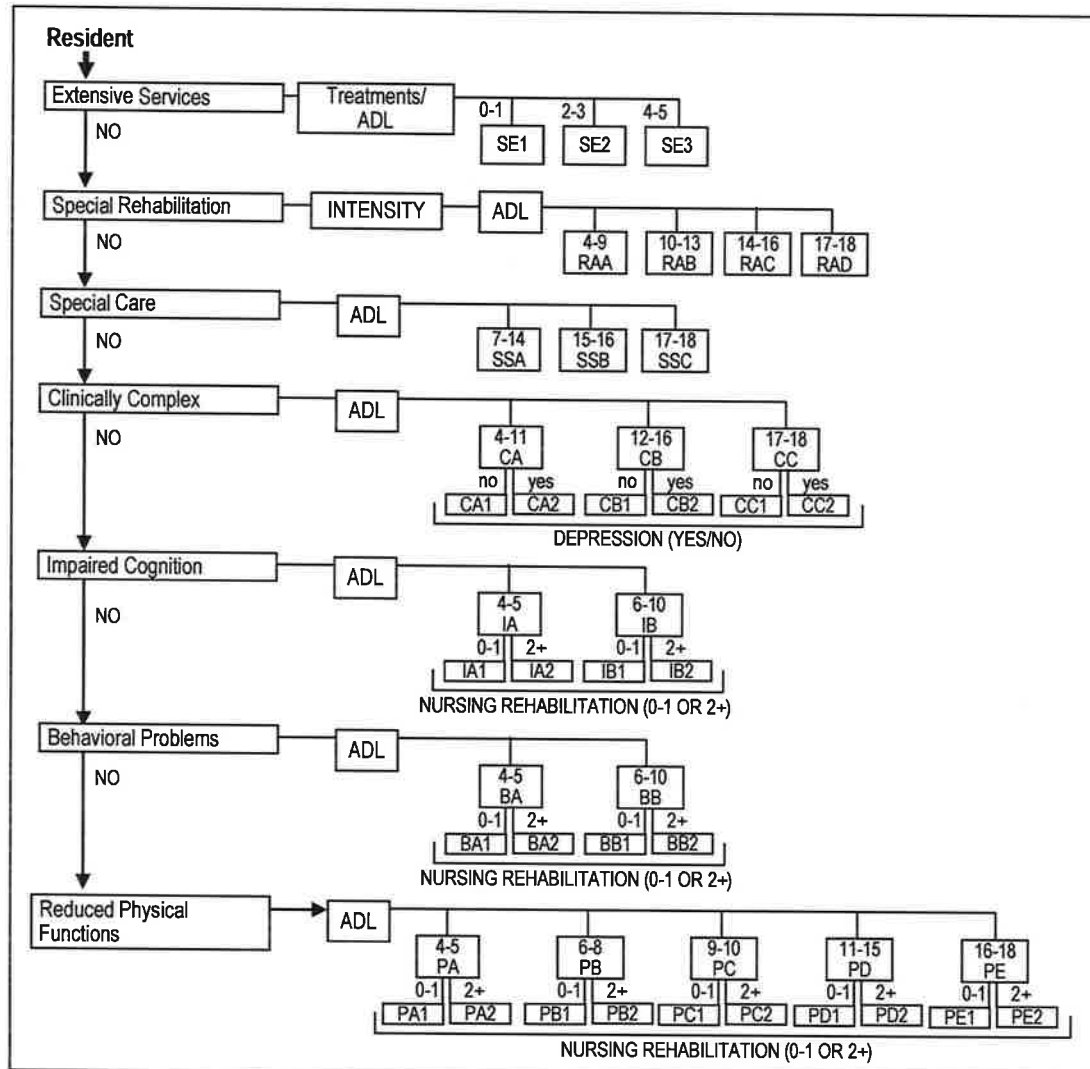 Resident
Extensive Services
Treatments/
ADL
0-1
2-3
4-5
SE1
SE2
SE3
NO
Special Rehabilitation
INTENSITY
ADL
4-9
RAA
10-13
RAB
14-16
RAC
17-18
RAD
NO
Special Care
ADL
7-14
SSA
15-16
SSB
17-18
SSC
NO
Clinically Complex
ADL
4-11
CA
12-16
CB
17-18
CC
no yes no yes no yes
CA1 CA2 CB1 CB2 CC1 CC2
DEPRESSION (YES/NO)
NO
Impaired Cognition
ADL
4-5
IA
6-10
IB
0-1 2+ 0-1 2+
IA1 IA2 IB1 IB2
NURSING REHABILITATION (0-1 OR 2+)
NO
Behavioral Problems
ADL
4-5
BA
6-10
BB
0-1 2+ 0-1 2+
BA1 BA2 BB1 BB2
NURSING REHABILITATION (0-1 OR 2+)
NO
Reduced Physical
Functions
ADL
4-5
PA
6-8
PB
9-10
PC
11-15
PD
16-18
PE
0-1 2+ 0-1 2+ 0-1 2+ 0-1 2+ 0-1 2+
PA1 PA2 PB1 PB2 PC1 PC2 PD1 PD2 PE1 PE2
NURSING REHABILITATION (0-1 OR 2+)